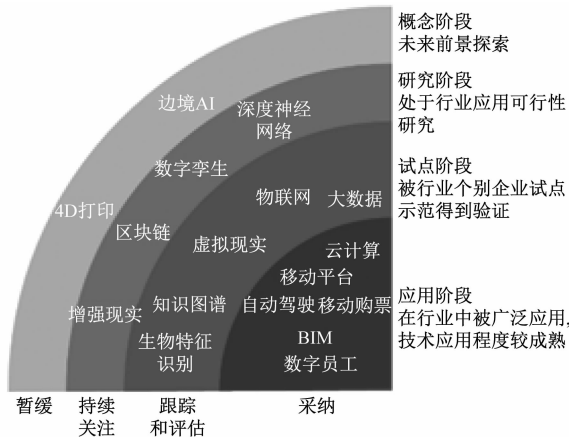 概念阶段
未来前景探索
研究阶段
处于行业应用可行性
研究
试点阶段
被行业个别企业试点
示范得到验证
应用阶段
在行业中被广泛应用,
技术应用程度较成熟
边境AI
4D打印
深度神经
网络
数字孪生
区块链
增强现实
物联网
大数据
虚拟现实
知识图谱
生物特征
识别
云计算
移动平台
自动驾驶
移动购票
BIM
数字员工
暂缓
持续
关注
跟踪
和评估
采纳